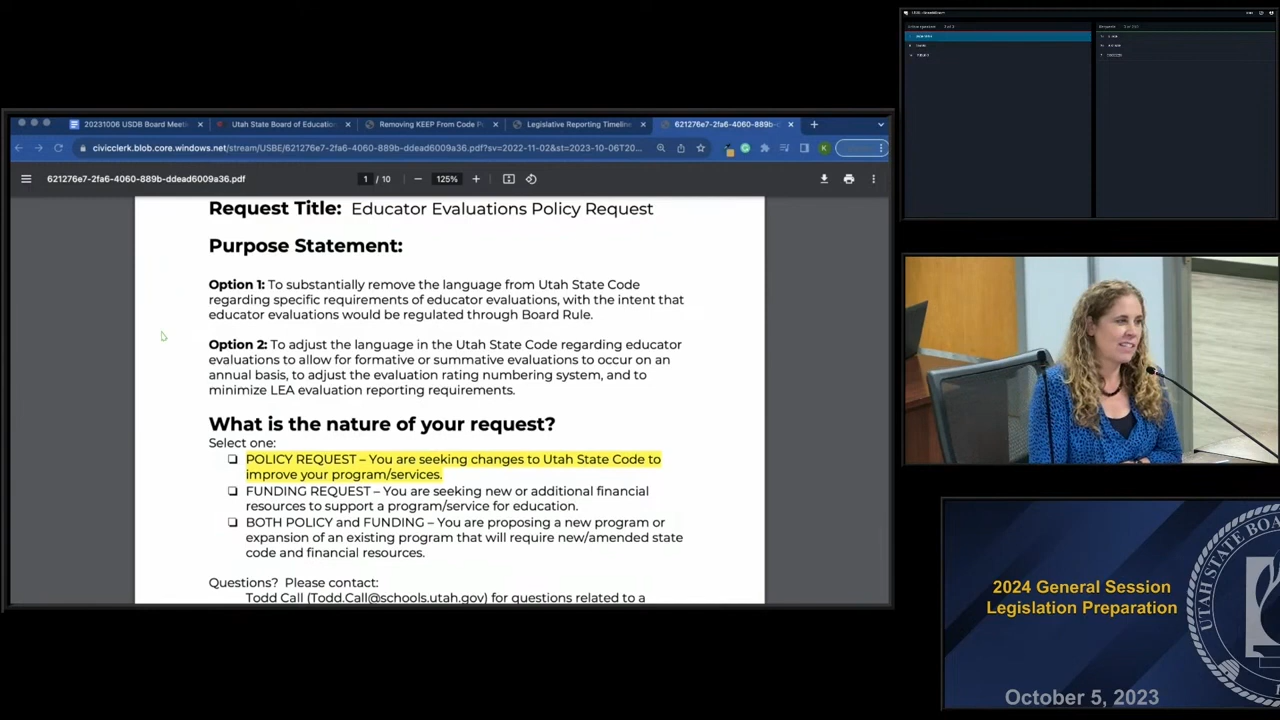 20231006 USDB Board Meeti
Utah State Board of Education
Removing KEEP From Code P
Legislative Reporting Timeline
621276e7-2fa6-4060-889b-
civicclerk.blob.core.windows.net/stream/USBE/621276e7-2fa6-4060-889b-ddead6009a36.pdf?sv=2022-11-02&st=2023-10-06T20...
K
621276e7-2fa6-4060-889b-ddead6009a36.pdf
1 / 10
125%
Request Title: Educator Evaluations Policy Request
Purpose Statement:
Option 1: To substantially remove the language from Utah State Code
regarding specific requirements of educator evaluations, with the intent that
educator evaluations would be regulated through Board Rule.
Option 2: To adjust the language in the Utah State Code regarding educator
evaluations to allow for formative or summative evaluations to occur on an
annual basis, to adjust the evaluation rating numbering system, and to
minimize LEA evaluation reporting requirements.
What is the nature of your request?
Select one:
POLICY REQUEST – You are seeking changes to Utah State Code to
improve your program/services.
FUNDING REQUEST – You are seeking new or additional financial
resources to support a program/service for education.
BOTH POLICY and FUNDING – You are proposing a new program or
expansion of an existing program that will require new/amended state
code and financial resources.
Questions? Please contact:
Todd Call (Todd.Call@schools.utah.gov) for questions related to a
2024 General Session
Legislation Preparation
UTAH STATE BOA
October 5, 2023